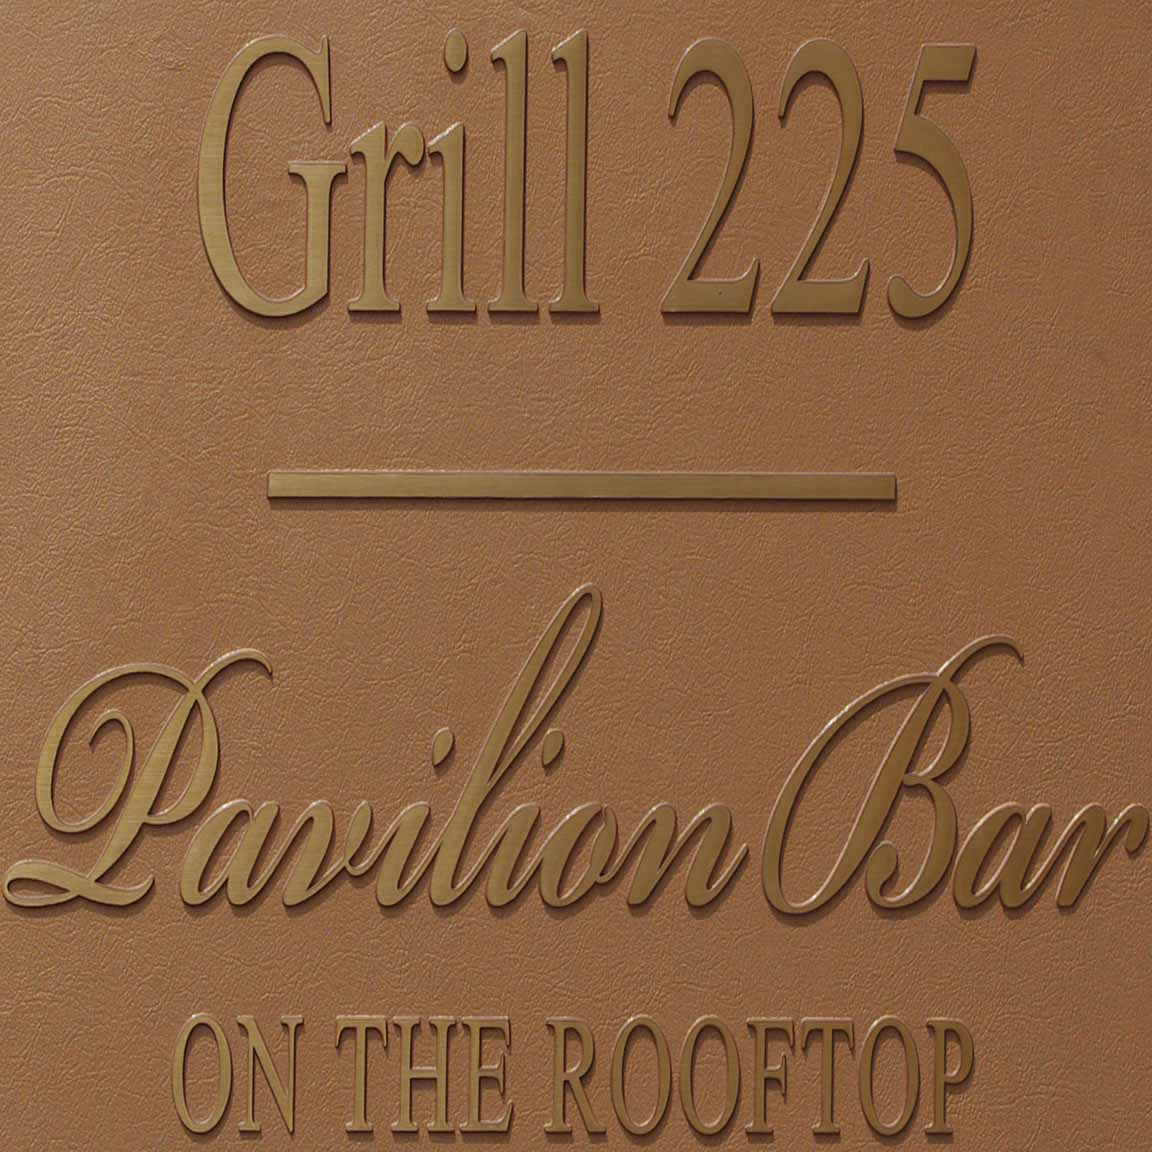 Grill 225
Pavilion Bar
ON THE ROOFTOP